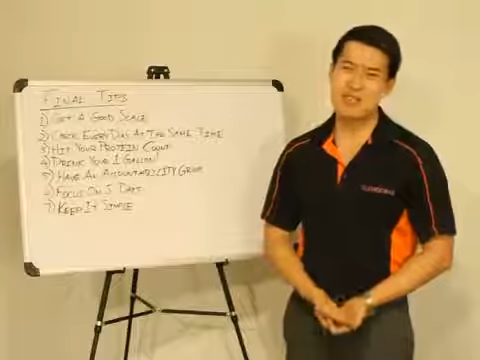 Final Tips
1) Get A Good Scale
2) Check Every Day At The Same Time
3) Hit Your Protein Count
4) Drink Your 1 Gallon!
5) Have An Accountability Group
6) Focus On 5 Days
7) Keep It Simple